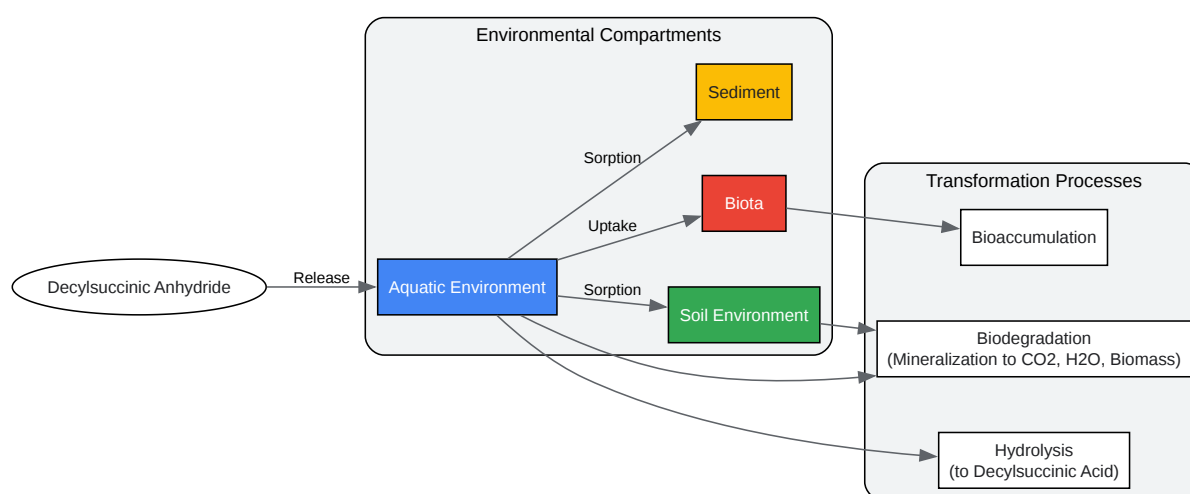 Environmental Compartments
Sediment
Sorption
Transformation Processes
Biota
Uptake
Bioaccumulation
Decylsuccinic Anhydride
Release
Aquatic Environment
Sorption
Soil Environment
Biodegradation
(Mineralization to CO2, H2O, Biomass)
Hydrolysis
(to Decylsuccinic Acid)